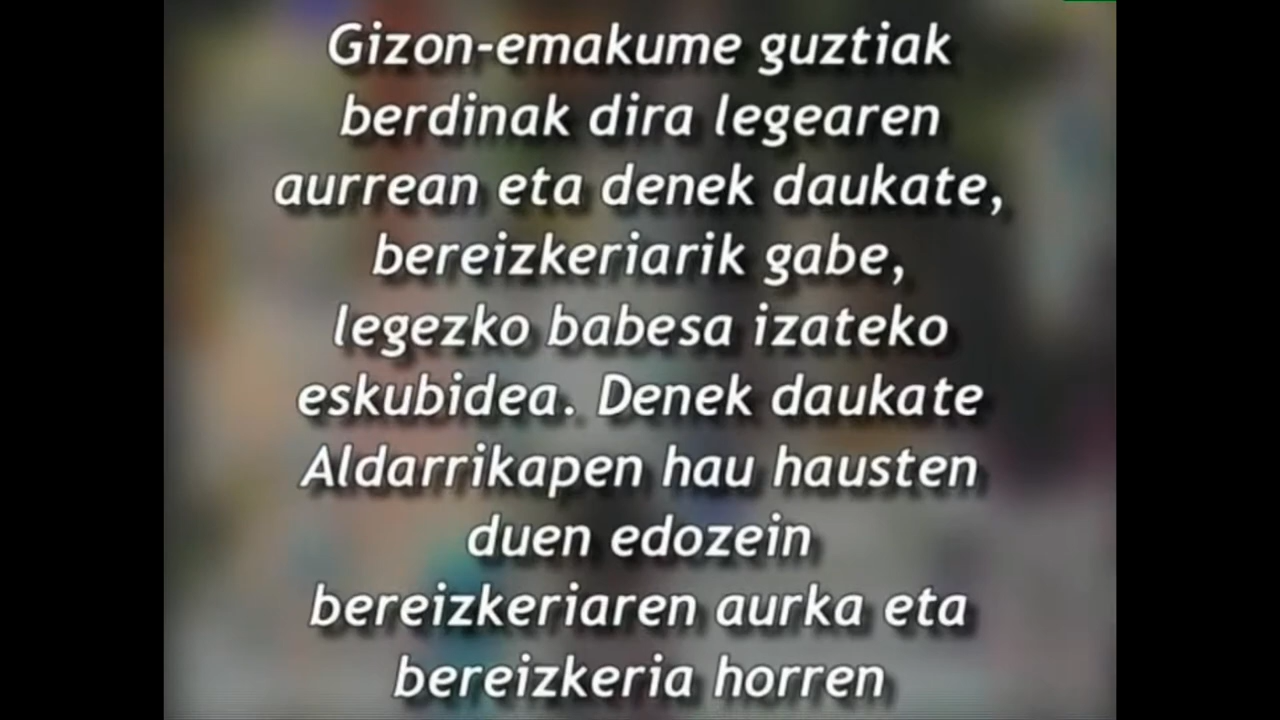 Gizon-emakume guztiak
berdinak dira legearen
aurrean eta denek daukate,
bereizkeriarik gabe,
legezko babesa izateko
eskubidea. Denek daukate
Aldarrikapen hau hausten
duen edozein
bereizkeriaren aurka eta
bereizkeria horren